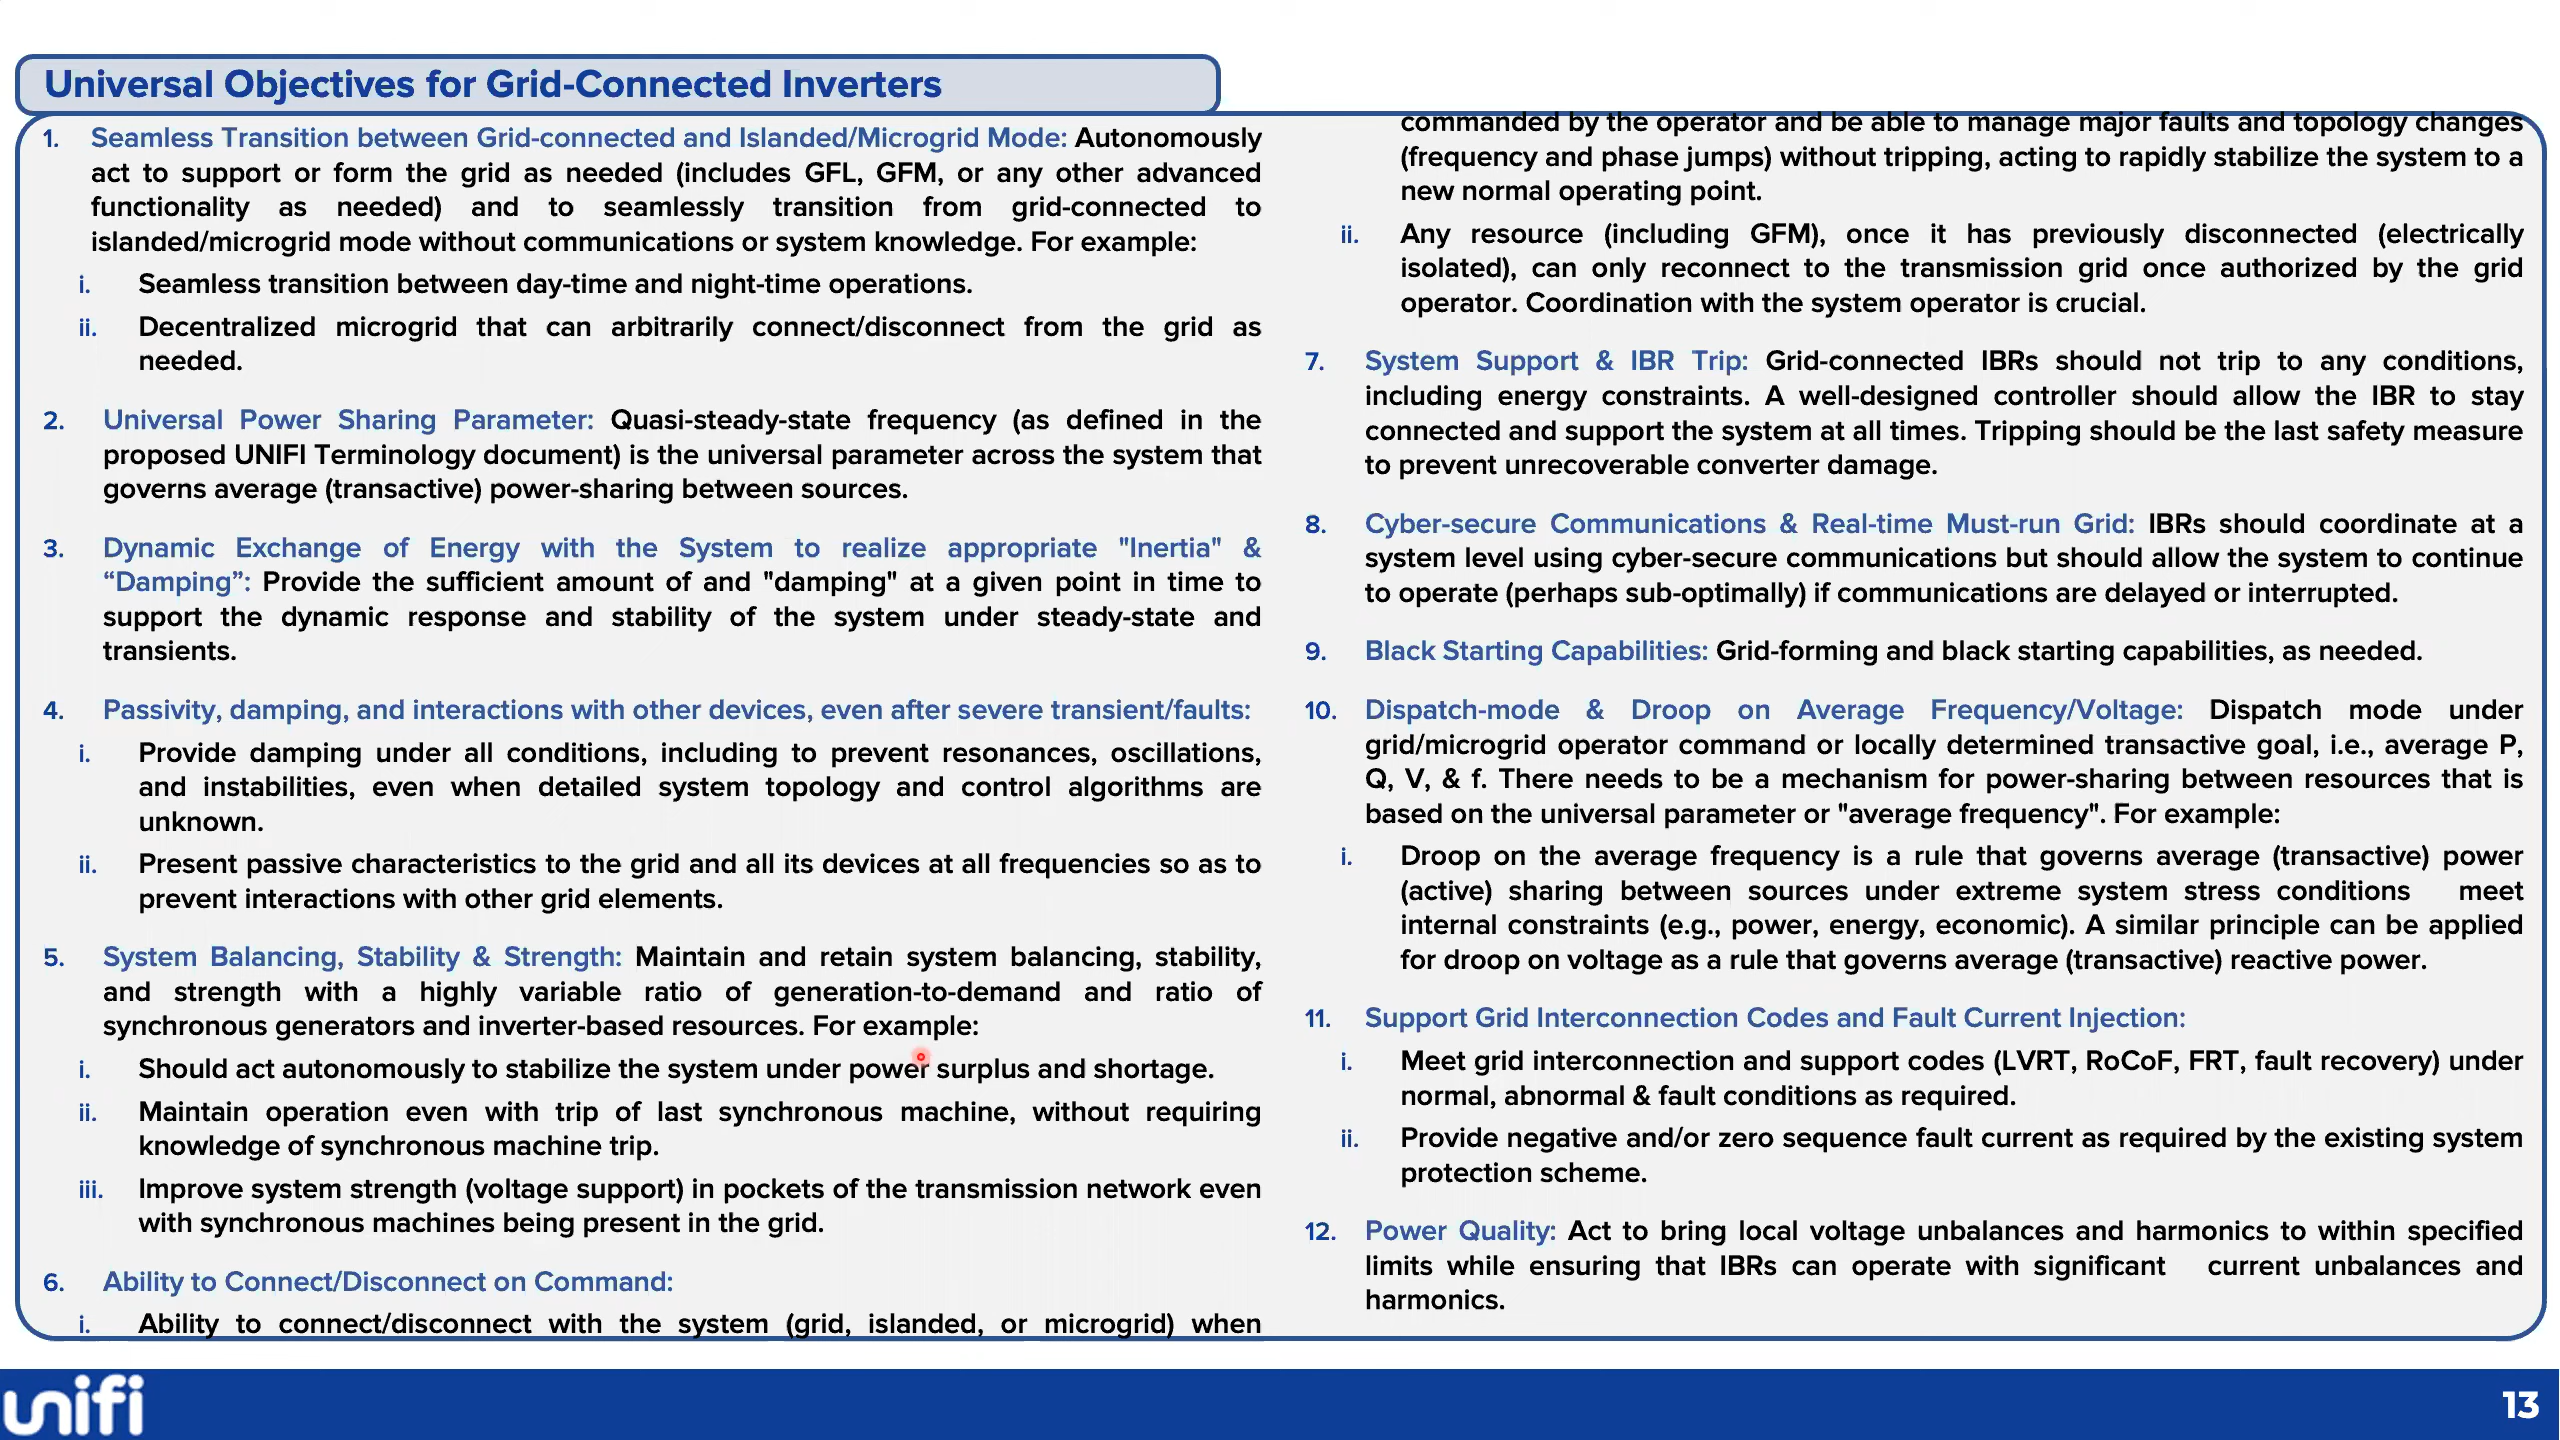 Universal Objectives for Grid-Connected Inverters
1. Seamless Transition between Grid-connected and Islanded/Microgrid Mode: Autonomously
act to support or form the grid as needed (includes GFL, GFM, or any other advanced
functionality as needed) and to seamlessly transition from grid-connected to
islanded/microgrid mode without communications or system knowledge. For example:
i. Seamless transition between day-time and night-time operations.
ii. Decentralized microgrid that can arbitrarily connect/disconnect from the grid as
needed.
2. Universal Power Sharing Parameter: Quasi-steady-state frequency (as defined in the
proposed UNIFI Terminology document) is the universal parameter across the system that
governs average (transactive) power-sharing between sources.
3. Dynamic Exchange of Energy with the System to realize appropriate "Inertia" &
“Damping”: Provide the sufficient amount of and "damping" at a given point in time to
support the dynamic response and stability of the system under steady-state and
transients.
4. Passivity, damping, and interactions with other devices, even after severe transient/faults:
i. Provide damping under all conditions, including to prevent resonances, oscillations,
and instabilities, even when detailed system topology and control algorithms are
unknown.
ii. Present passive characteristics to the grid and all its devices at all frequencies so as to
prevent interactions with other grid elements.
5. System Balancing, Stability & Strength: Maintain and retain system balancing, stability,
and strength with a highly variable ratio of generation-to-demand and ratio of
synchronous generators and inverter-based resources. For example:
i. Should act autonomously to stabilize the system under power surplus and shortage.
ii. Maintain operation even with trip of last synchronous machine, without requiring
knowledge of synchronous machine trip.
iii. Improve system strength (voltage support) in pockets of the transmission network even
with synchronous machines being present in the grid.
6. Ability to Connect/Disconnect on Command:
i. Ability to connect/disconnect with the system (grid, islanded, or microgrid) when
commanded by the operator and be able to manage major faults and topology changes
(frequency and phase jumps) without tripping, acting to rapidly stabilize the system to a
new normal operating point.
ii. Any resource (including GFM), once it has previously disconnected (electrically
isolated), can only reconnect to the transmission grid once authorized by the grid
operator. Coordination with the system operator is crucial.
7. System Support & IBR Trip: Grid-connected IBRs should not trip to any conditions,
including energy constraints. A well-designed controller should allow the IBR to stay
connected and support the system at all times. Tripping should be the last safety measure
to prevent unrecoverable converter damage.
8. Cyber-secure Communications & Real-time Must-run Grid: IBRs should coordinate at a
system level using cyber-secure communications but should allow the system to continue
to operate (perhaps sub-optimally) if communications are delayed or interrupted.
9. Black Starting Capabilities: Grid-forming and black starting capabilities, as needed.
10. Dispatch-mode & Droop on Average Frequency/Voltage: Dispatch mode under
grid/microgrid operator command or locally determined transactive goal, i.e., average P,
Q, V, & f. There needs to be a mechanism for power-sharing between resources that is
based on the universal parameter or "average frequency". For example:
i. Droop on the average frequency is a rule that governs average (transactive) power
(active) sharing between sources under extreme system stress conditions meet
internal constraints (e.g., power, energy, economic). A similar principle can be applied
for droop on voltage as a rule that governs average (transactive) reactive power.
11. Support Grid Interconnection Codes and Fault Current Injection:
i. Meet grid interconnection and support codes (LVRT, RoCoF, FRT, fault recovery) under
normal, abnormal & fault conditions as required.
ii. Provide negative and/or zero sequence fault current as required by the existing system
protection scheme.
12. Power Quality: Act to bring local voltage unbalances and harmonics to within specified
limits while ensuring that IBRs can operate with significant current unbalances and
harmonics.
unifi
13